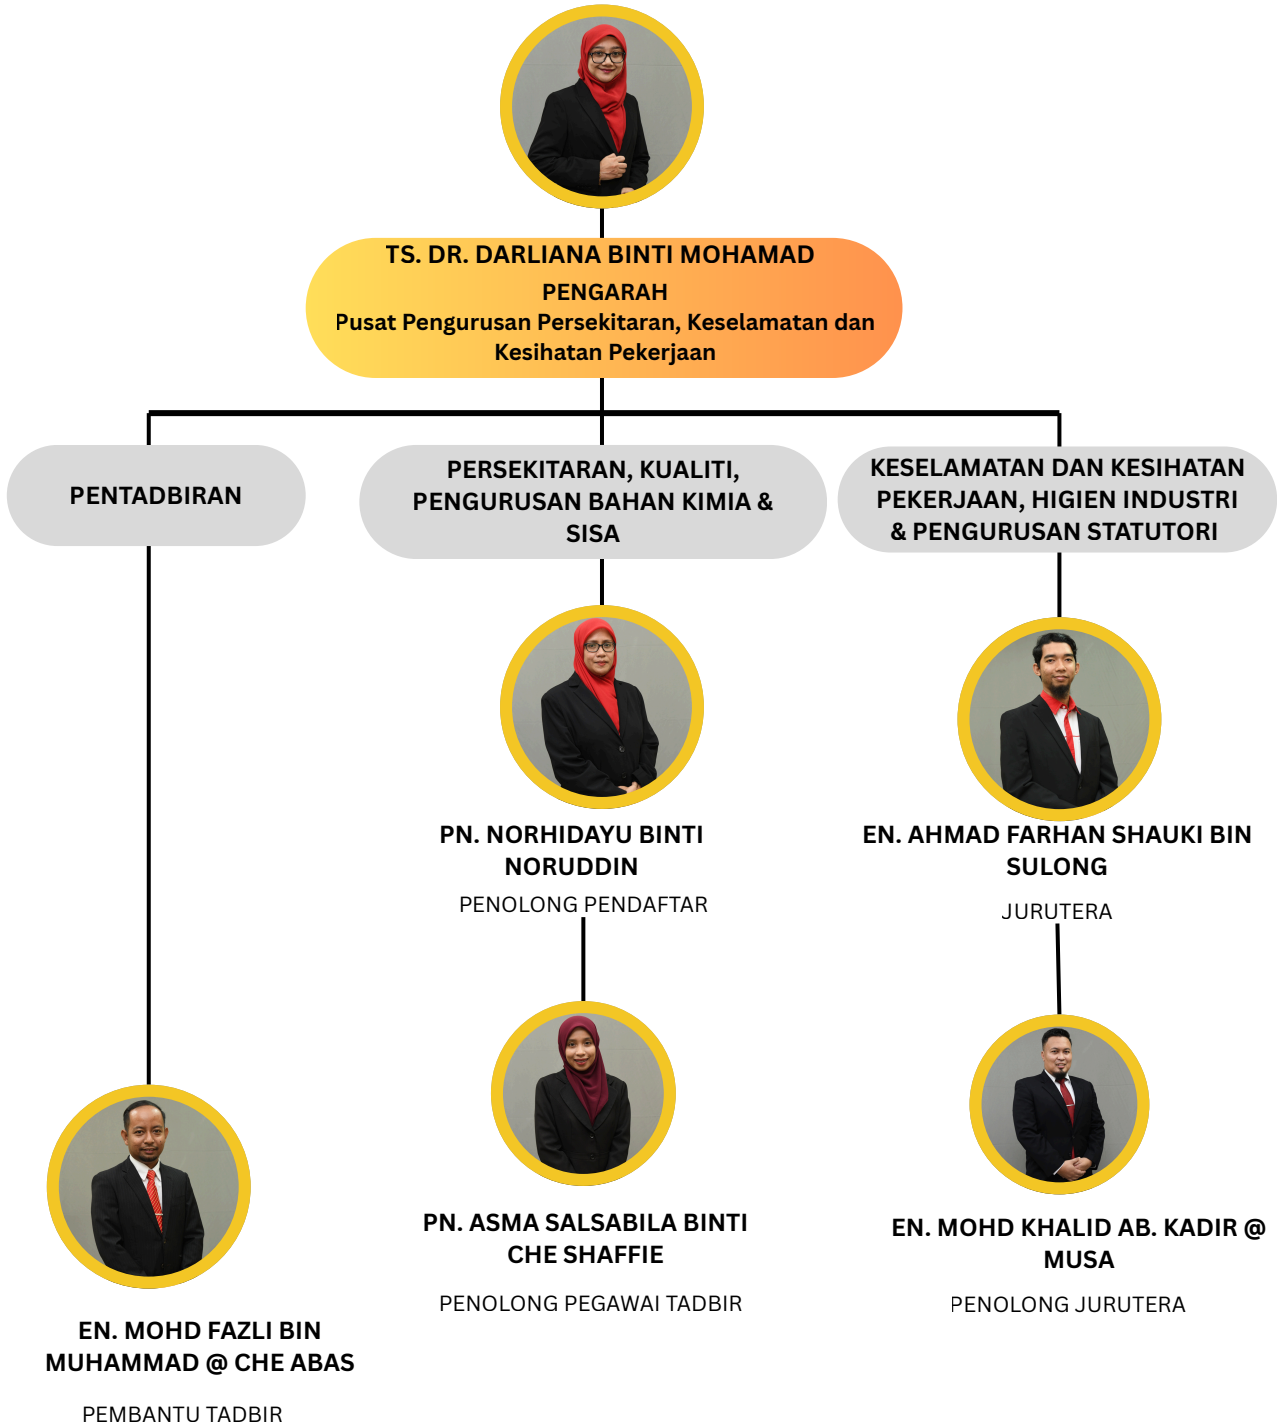 TS. DR. DARLIANA BINTI MOHAMAD
PENGARAH
Pusat Pengurusan Persekitaran, Keselamatan dan
Kesihatan Pekerjaan
PENTADBIRAN
PERSEKITARAN, KUALITI,
PENGURUSAN BAHAN KIMIA &
SISA
KESELAMATAN DAN KESIHATAN
PEKERJAAN, HIGIEN INDUSTRI
& PENGURUSAN STATUTORI
PN. NORHIDAYU BINTI
NORUDDIN
PENOLONG PENDAFTAR
EN. AHMAD FARHAN SHAUKI BIN
SULONG
JURUTERA
PN. ASMA SALSABILA BINTI
CHE SHAFFIE
PENOLONG PEGAWAI TADBIR
EN. MOHD KHALID AB. KADIR @
MUSA
PENOLONG JURUTERA
EN. MOHD FAZLI BIN
MUHAMMAD @ CHE ABAS
PEMBANTU TADBIR